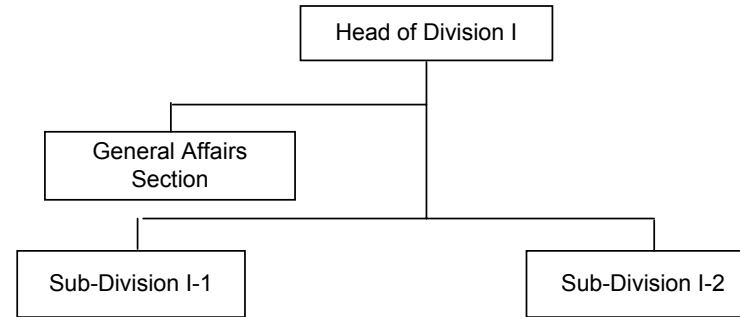 Head of Division I
General Affairs
Section
Sub-Division I-1
Sub-Division I-2